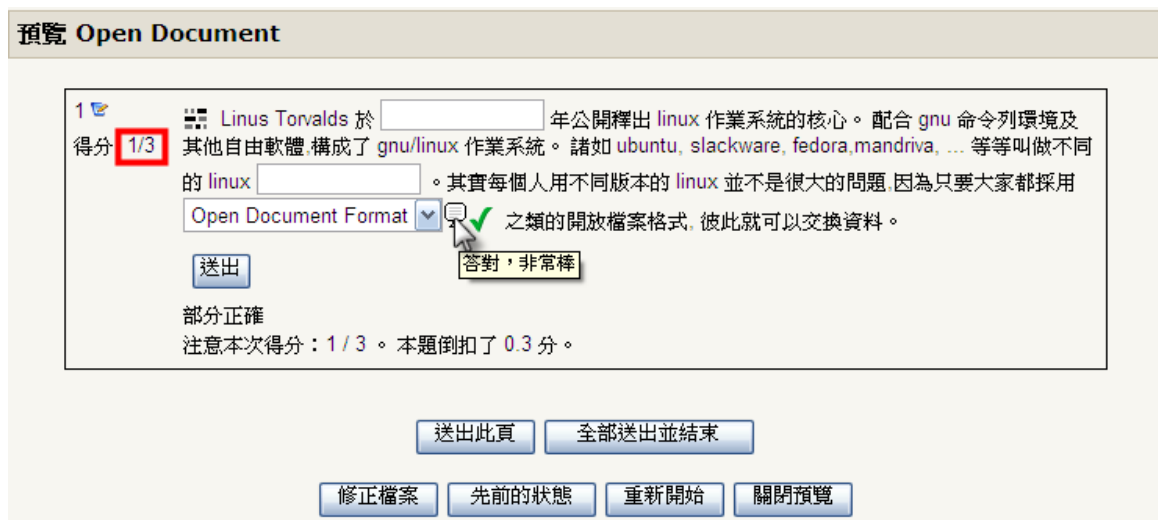 預覽 Open Document
1
Linus Torvalds 於 年公開釋出 linux 作業系統的核心。 配合 gnu 命令列環境及
得分 1/3 其他自由軟體,構成了 gnu/linux 作業系統。 諸如 ubuntu, slackware, fedora,mandriva, ... 等等叫做不同
的 linux 。其實每個人用不同版本的 linux 並不是很大的問題,因為只要大家都採用
Open Document Format 之類的開放檔案格式, 彼此就可以交換資料。
答對，非常棒
送出
部分正確
注意本次得分：1 / 3 。 本題倒扣了 0.3 分。
送出此頁 全部送出並結束
修正檔案 先前的狀態 重新開始 關閉預覽